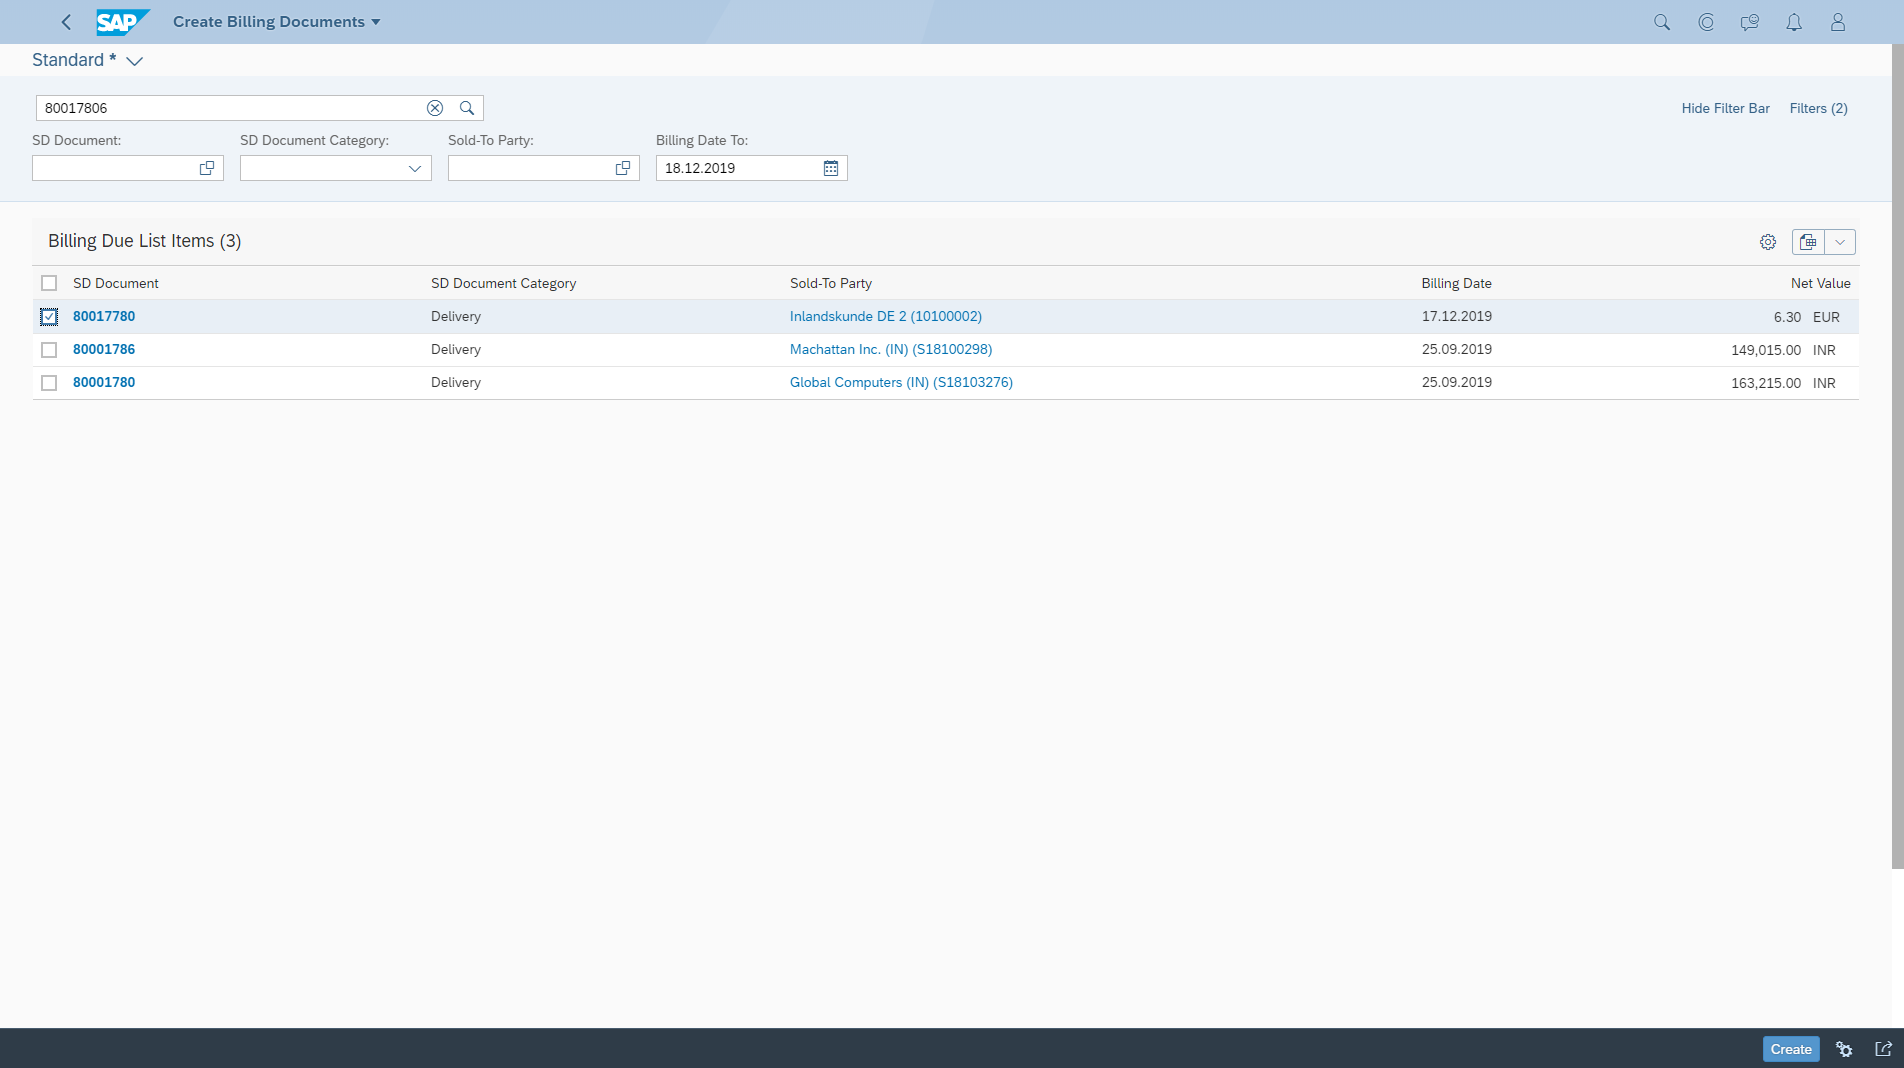 SAP Create Billing Documents
Standard *
80017806
Hide Filter Bar Filters (2)
SD Document: SD Document Category: Sold-To Party: Billing Date To:
18.12.2019
Billing Due List Items (3)
SD Document SD Document Category Sold-To Party Billing Date Net Value
80017780 Delivery Inlandskunde DE 2 (10100002) 17.12.2019 6.30 EUR
80001786 Delivery Machattan Inc. (IN) (S18100298) 25.09.2019 149,015.00 INR
80001780 Delivery Global Computers (IN) (S18103276) 25.09.2019 163,215.00 INR
Create